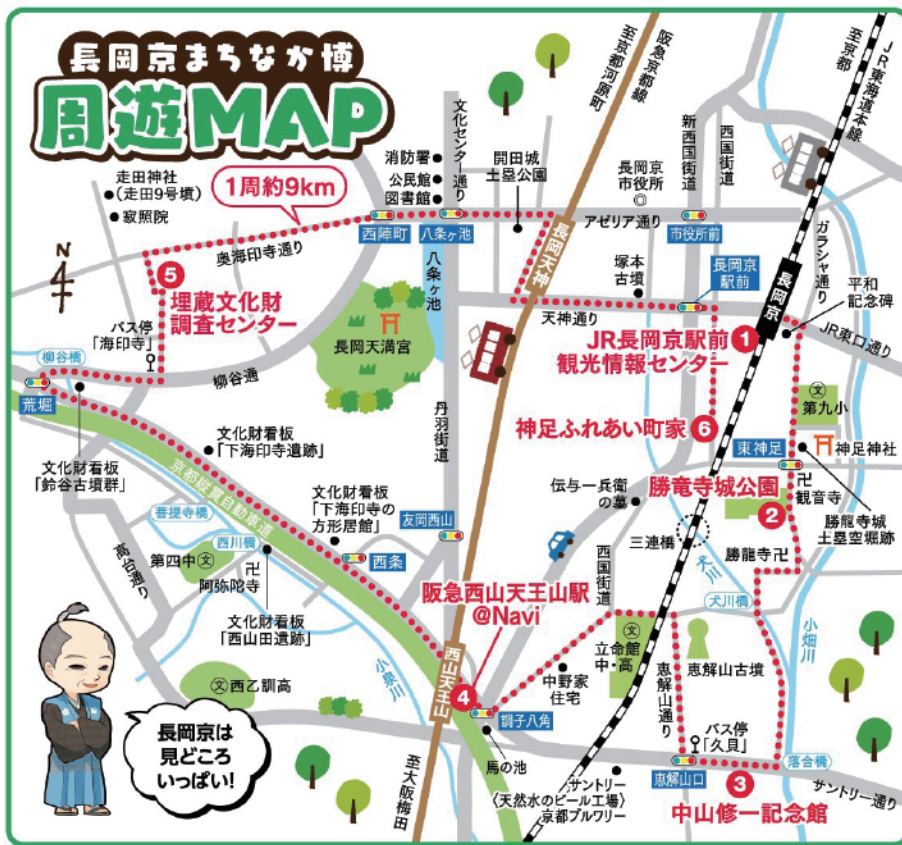 長岡京まちなか博
周遊MAP
1周約9km
N
走田神社
(走田9号墳)
寂照院
消防署
公民館
図書館
文化センター通り
開田城
土塁公園
至京都河原町
阪急京都線
長岡京
市役所
新西国街道
西国街道
至京都
JR東海道本線
奥海印寺通り
西陣町
八条ヶ池
アゼリア通り
市役所前
ガラシャ通り
八条ヶ池
長岡天神
塚本
古墳
長岡京
駅前
長岡京
平和
記念碑
5
埋蔵文化財
調査センター
バス停
「海印寺」
長岡天満宮
天神通り
1
JR長岡京駅前
観光情報センター
JR東口通り
柳谷橋
柳谷通
荒堀
丹羽街道
神足ふれあい町家
6
文
第九小
東神足
神足神社
文化財看板
「鈴谷古墳群」
文化財看板
「下海印寺遺跡」
京都縦貫自動車道
文化財看板
「下海印寺の
方形居館」
友岡西山
伝与一兵衛
の墓
勝竜寺城公園
2
卍
観音寺
勝龍寺城
土塁空堀跡
菩提寺橋
西川橋
第四中
文
卍
阿弥陀寺
西条
三連橋
犬川
勝龍寺卍
高台通り
文化財看板
「西山田遺跡」
阪急西山天王山駅
@Navi
西国街道
犬川橋
小畑川
文
立命館
中・高
恵解山古墳
恵解山通り
中野家
住宅
文西乙訓高
小泉川
西山天王山
4
調子八角
馬の池
バス停
「久貝」
落合橋
長岡京は
見どころ
いっぱい!
至大阪梅田
サントリー
〈天然水のビール工場〉
京都ブルワリー
恵解山口
3
中山修一記念館
サントリー通り